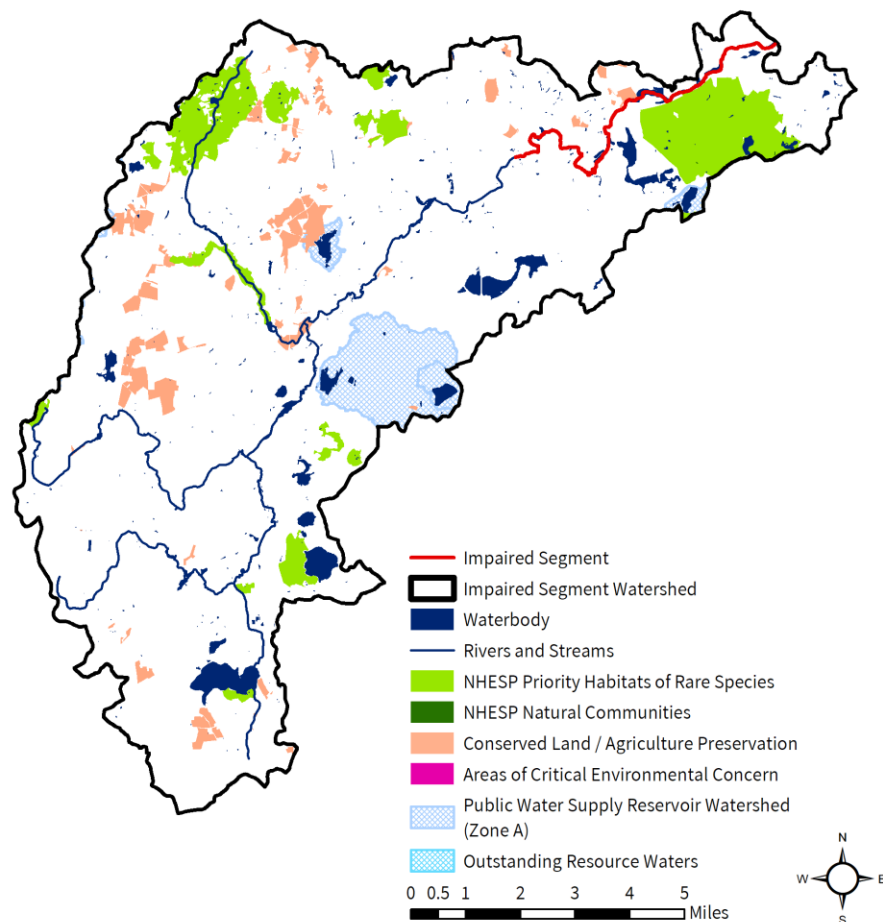 Impaired Segment
Impaired Segment Watershed
Waterbody
Rivers and Streams
NHESP Priority Habitats of Rare Species
NHESP Natural Communities
Conserved Land / Agriculture Preservation
Areas of Critical Environmental Concern
Public Water Supply Reservoir Watershed
(Zone A)
Outstanding Resource Waters
0 0.5 1 2 3 4 5
Miles
N
W E
S